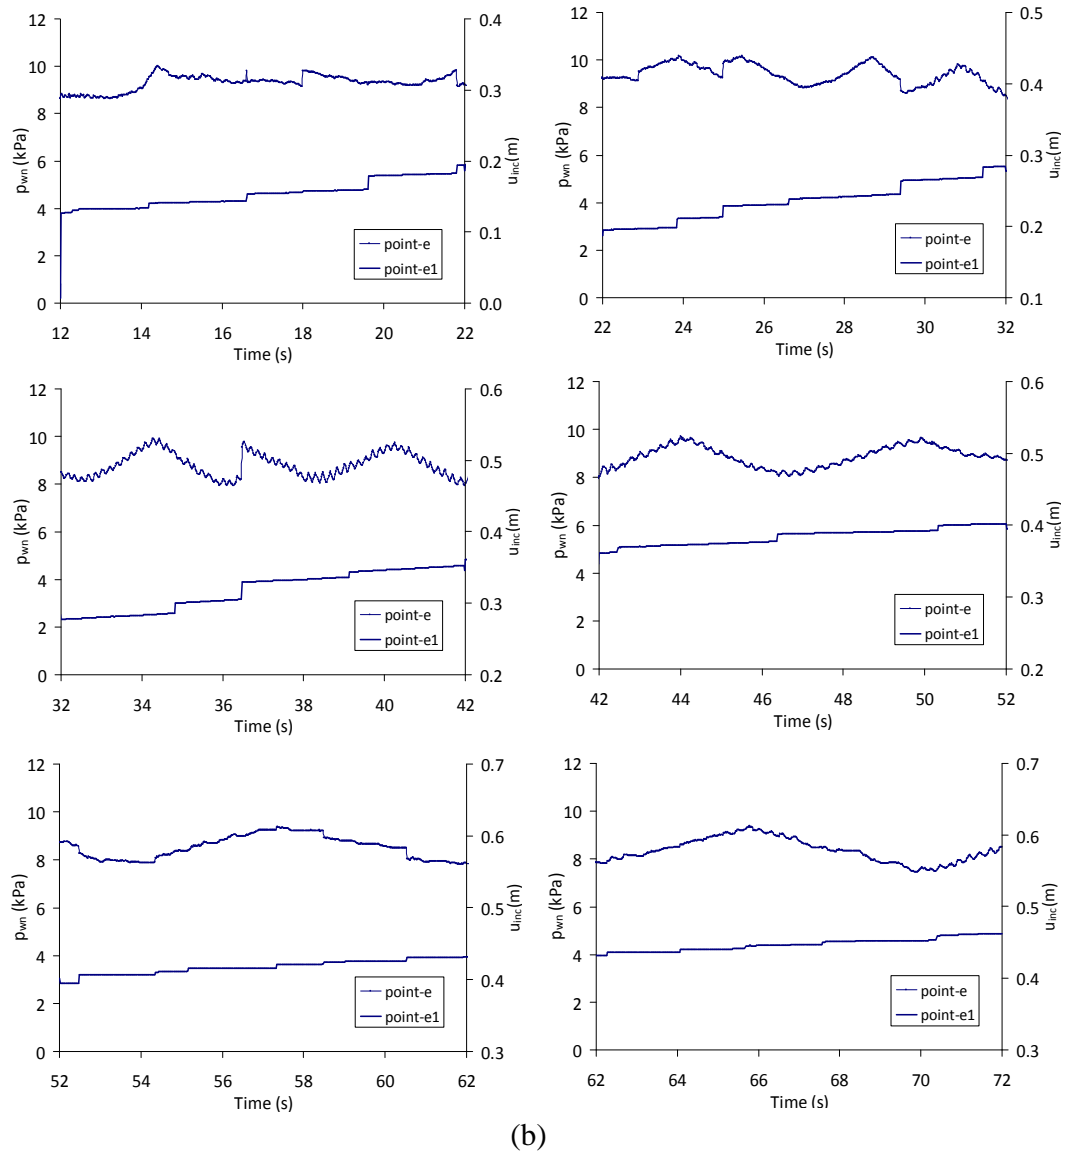 12
10
8
6
4
2
0
p_wn (kPa)
0.4
0.3
0.2
0.1
0.0
u_inc(m)
point-e
point-e1
12 14 16 18 20 22
Time (s)
12
10
8
6
4
2
0
p_wn (kPa)
0.5
0.4
0.3
0.2
0.1
u_inc(m)
point-e
point-e1
22 24 26 28 30 32
Time (s)
12
10
8
6
4
2
0
p_wn (kPa)
0.6
0.5
0.4
0.3
0.2
u_inc(m)
point-e
point-e1
32 34 36 38 40 42
Time (s)
12
10
8
6
4
2
0
p_wn (kPa)
0.6
0.5
0.4
0.3
0.2
u_inc(m)
point-e
point-e1
42 44 46 48 50 52
Time (s)
12
10
8
6
4
2
0
p_wn (kPa)
0.7
0.6
0.5
0.4
0.3
u_inc(m)
point-e
point-e1
52 54 56 58 60 62
Time (s)
12
10
8
6
4
2
0
p_wn (kPa)
0.7
0.6
0.5
0.4
0.3
u_inc(m)
point-e
point-e1
62 64 66 68 70 72
Time (s)
(b)